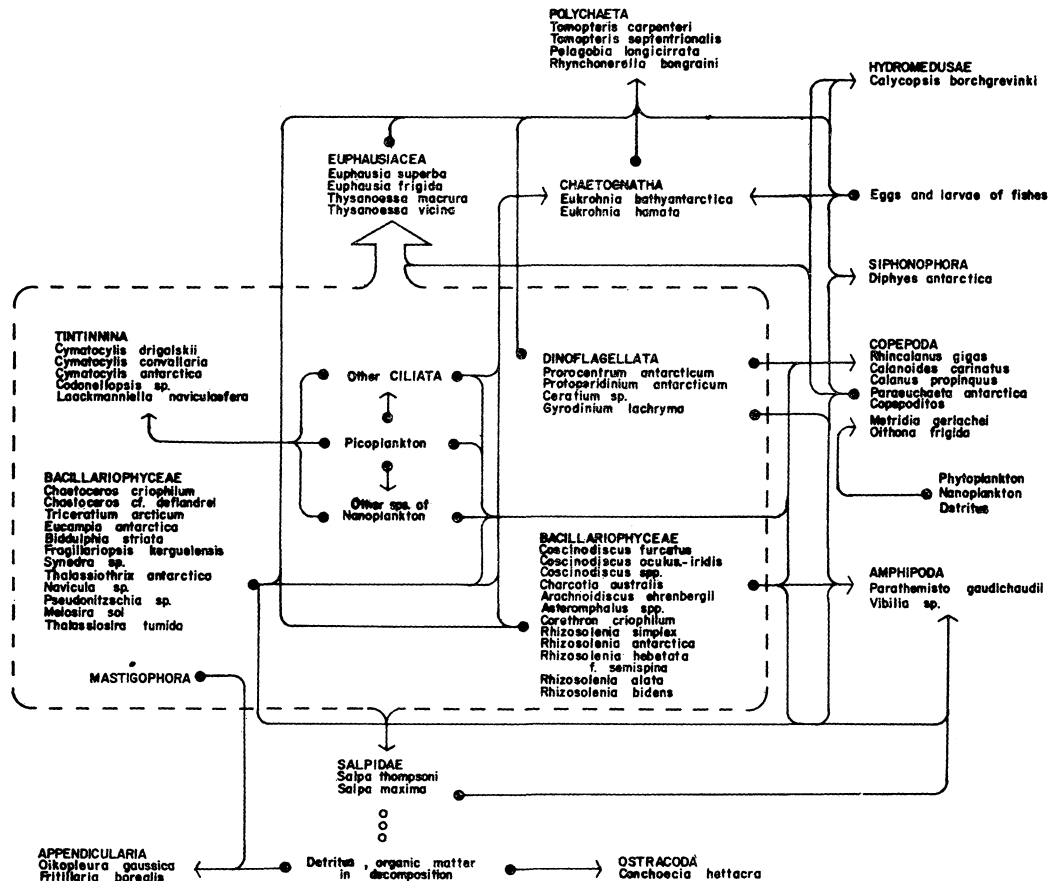 POLYCHAETA
Tomopteris carpenteri
Tomopteris septentrionalis
Pelagobia longicirrata
Rhynchonerella bongraini
HYDROMEDUSAE
Calycopsis borchgrevinki
EUPHAUSIACEA
Euphausia superba
Euphausia frigida
Thysanoessa macrura
Thysanoessa vicina
CHAETOGNATHA
Eukrohnia bathyantarctica
Eukrohnia hamata
Eggs and larvae of fishes
SIPHONOPHORA
Diphyes antarctica
TINTINNINA
Cymatocylis drigalskii
Cymatocylis convallaria
Cymatocylis antarctica
Codonellopsis sp.
Laackmanniella naviculaefera
Other CILIATA
Picoplankton
Other sps. of
Nanoplankton
DINOFLAGELLATA
Prorocentrum antarcticum
Protoperidinium antarcticum
Ceratium sp.
Gyrodinium lachryma
COPEPODA
Rhincalanus gigas
Calanoides carinatus
Calanus propinquus
Paraeuchaeta antarctica
Copepoditos
Metridia gerlachei
Oithona frigida
Phytoplankton
Nanoplankton
Detritus
BACILLARIOPHYCEAE
Chaetoceros criophilum
Chaetoceros cf. deflandrei
Triceratium arcticum
Eucampia antarctica
Biddulphia striata
Fragillariopsis kerguelensis
Synedra sp.
Thalassiothrix antarctica
Navicula sp.
Pseudonitzschia sp.
Melosira sol
Thalassiosira tumida
BACILLARIOPHYCEAE
Coscinodiscus furcatus
Coscinodiscus oculus-iridis
Coscinodiscus spp.
Charcotia australis
Arachnoidiscus ehrenbergii
Asteromphalus spp.
Corethron criophilum
Rhizosolenia simplex
Rhizosolenia antarctica
Rhizosolenia hebetata
f. semispina
Rhizosolenia alata
Rhizosolenia bidens
AMPHIPODA
Parathemisto gaudichaudii
Vibilia sp.
MASTIGOPHORA
SALPIDAE
Salpa thompsoni
Salpa maxima
APPENDICULARIA
Oikopleura gaussica
Fritillaria borealis
Detritus, organic matter
in decomposition
OSTRACODA
Conchoecia hettacra